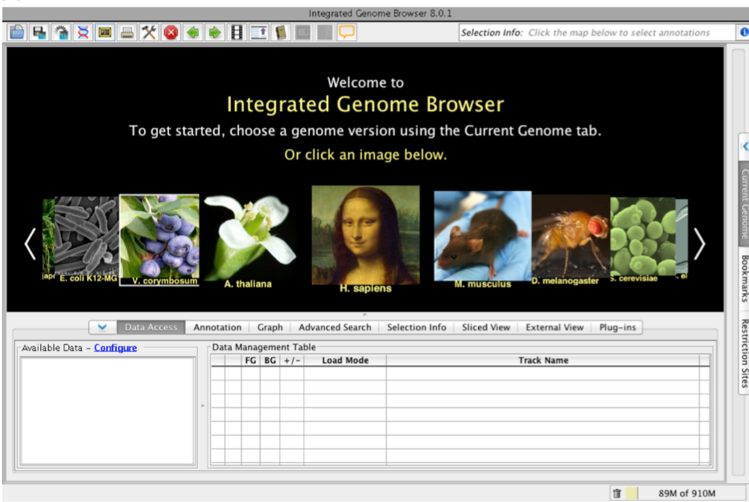 Integrated Genome Browser 8.0.1
Selection Info: Click the map below to select annotations
Welcome to
Integrated Genome Browser
To get started, choose a genome version using the Current Genome tab.
Or click an image below.
E. coli K12-MG
V. corymbosum
A. thaliana
H. sapiens
M. musculus
D. melanogaster
S. cerevisiae
Current Genome
Bookmarks
Restriction Sites
Data Access Annotation Graph Advanced Search Selection Info Sliced View External View Plug-ins
Available Data - Configure
Data Management Table
FG BG +/- Load Mode Track Name
89M of 910M